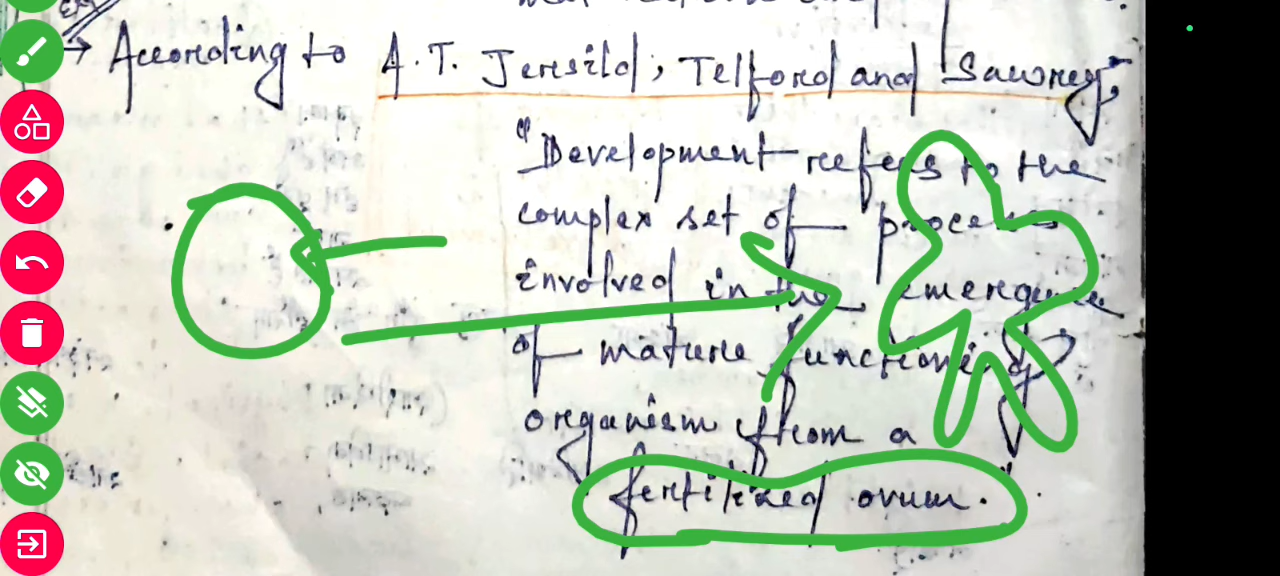 → According to A.T. Jersild, Telford and Sawrey,
"Development refers to the
complex set of process
involved in the emergence
of mature functioning
organism from a
fertilized ovum."